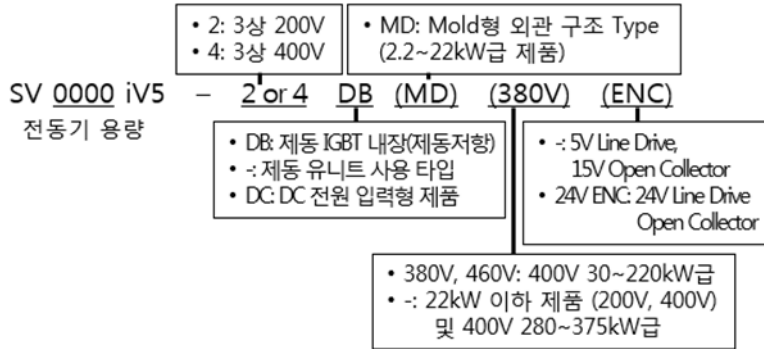 • 2: 3상 200V
• 4: 3상 400V
• MD: Mold형 외관 구조 Type
(2.2~22kW급 제품)
SV 0000 iV5 – 2 or 4 DB (MD) (380V) (ENC)
전동기 용량
• DB: 제동 IGBT 내장(제동저항)
• -: 제동 유니트 사용 타입
• DC: DC 전원 입력형 제품
• -: 5V Line Drive,
15V Open Collector
• 24V ENC: 24V Line Drive
Open Collector
• 380V, 460V: 400V 30~220kW급
• -: 22kW 이하 제품 (200V, 400V)
및 400V 280~375kW급